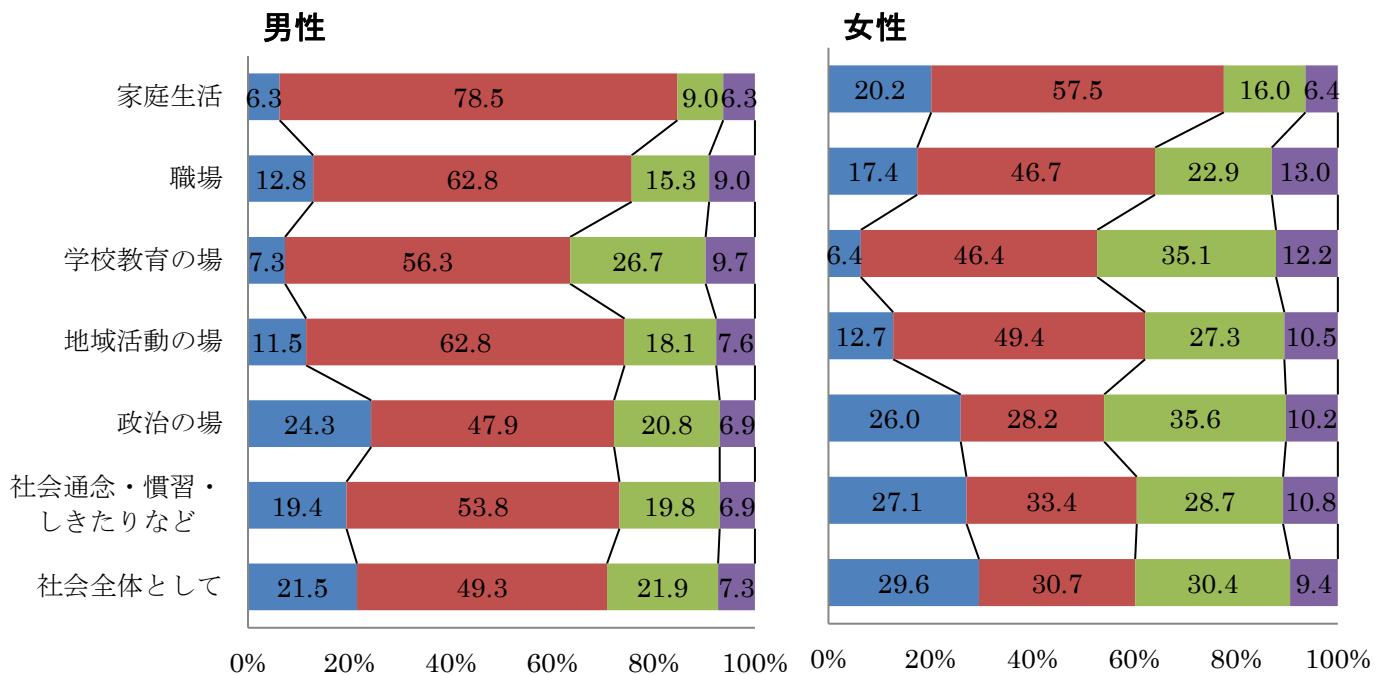 男性
女性
家庭生活 6.3 78.5 9.0 6.3 20.2 57.5 16.0 6.4
職場 12.8 62.8 15.3 9.0 17.4 46.7 22.9 13.0
学校教育の場 7.3 56.3 26.7 9.7 6.4 46.4 35.1 12.2
地域活動の場 11.5 62.8 18.1 7.6 12.7 49.4 27.3 10.5
政治の場 24.3 47.9 20.8 6.9 26.0 28.2 35.6 10.2
社会通念・慣習・
しきたりなど 19.4 53.8 19.8 6.9 27.1 33.4 28.7 10.8
社会全体として 21.5 49.3 21.9 7.3 29.6 30.7 30.4 9.4
0% 20% 40% 60% 80% 100% 0% 20% 40% 60% 80% 100%